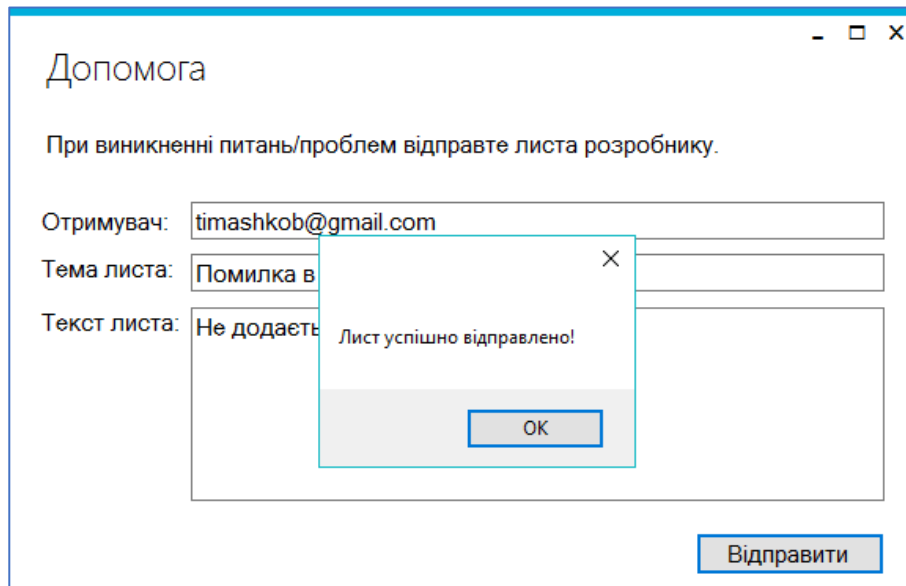 Допомога
При виникненні питань/проблем відправте листа розробнику.
Отримувач: timashkob@gmail.com
Тема листа: Помилка в
Текст листа: Не додаєть
Лист успішно відправлено!
OK
Відправити